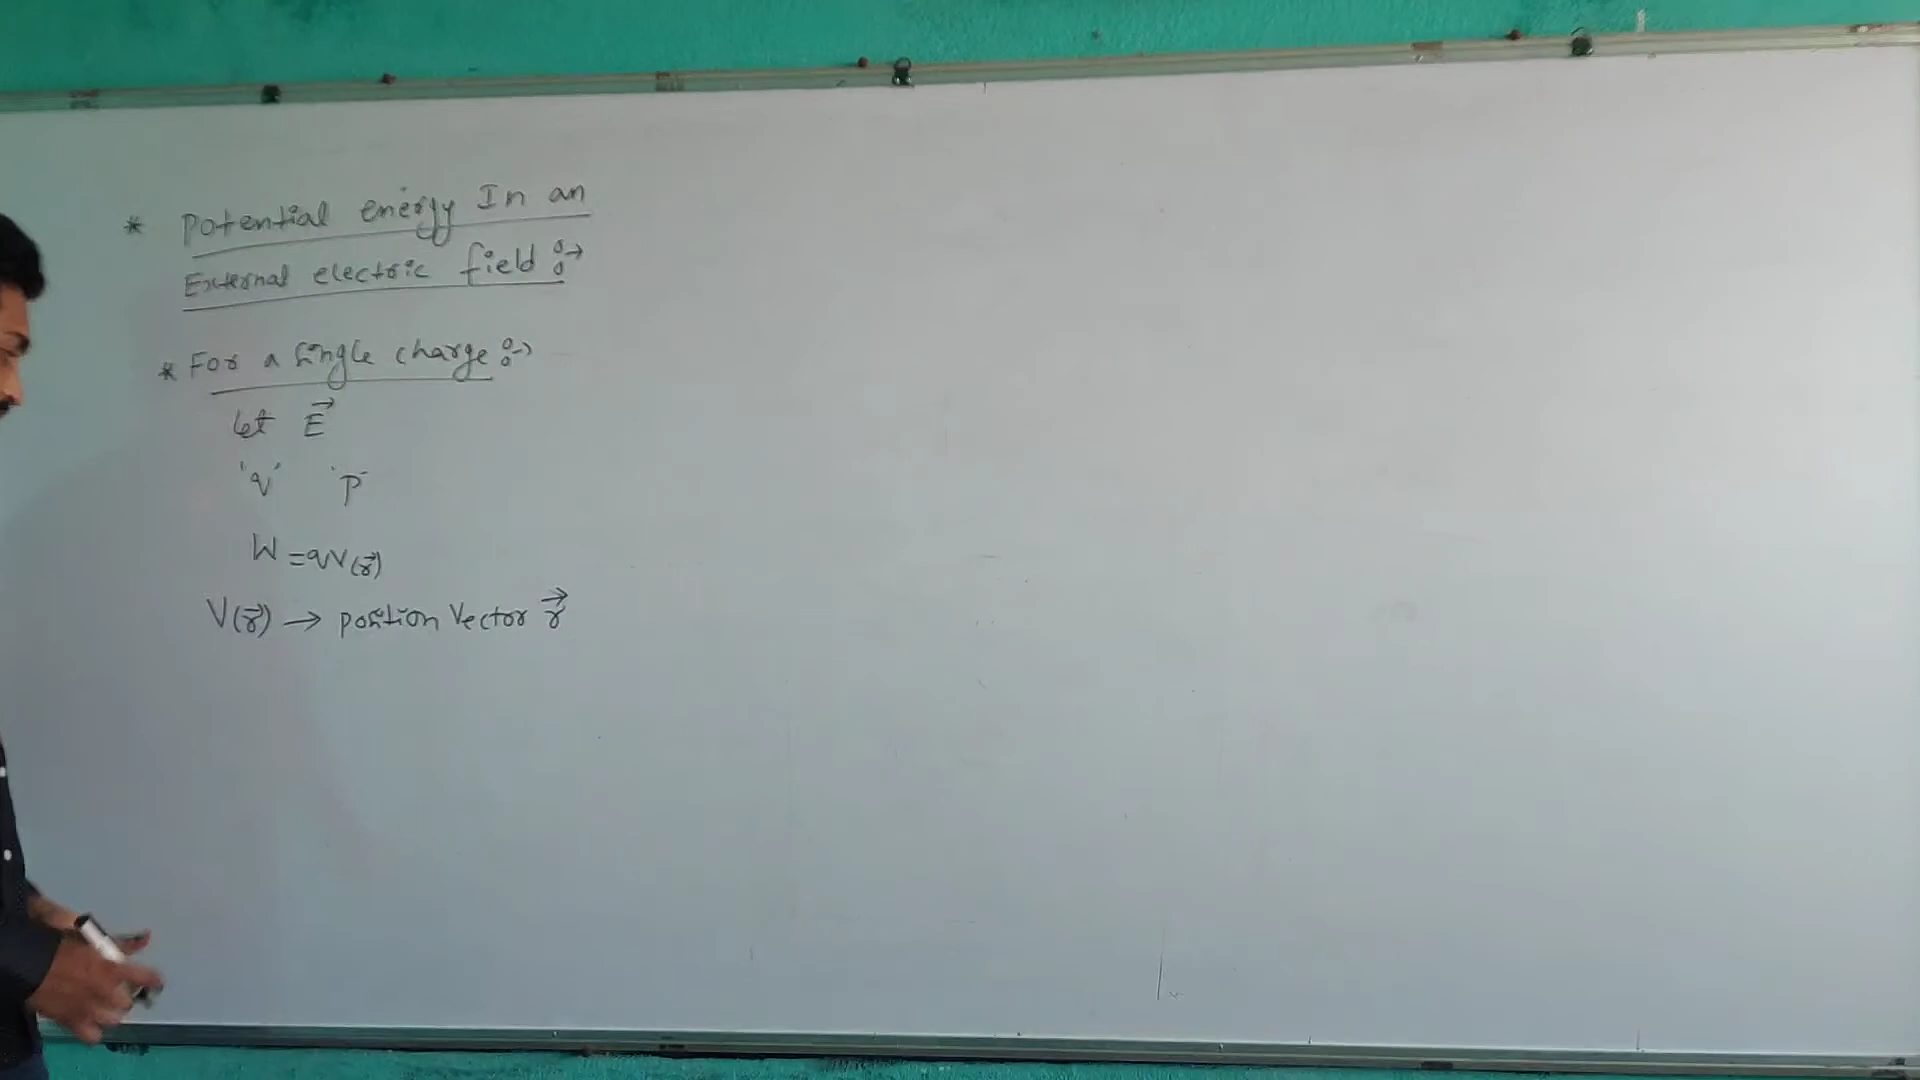 * Potential energy In an
External electric field :->
* For a single charge :->
let E⃗
'q' 'P'
W = qV(r⃗)
V(r⃗) → position Vector r⃗